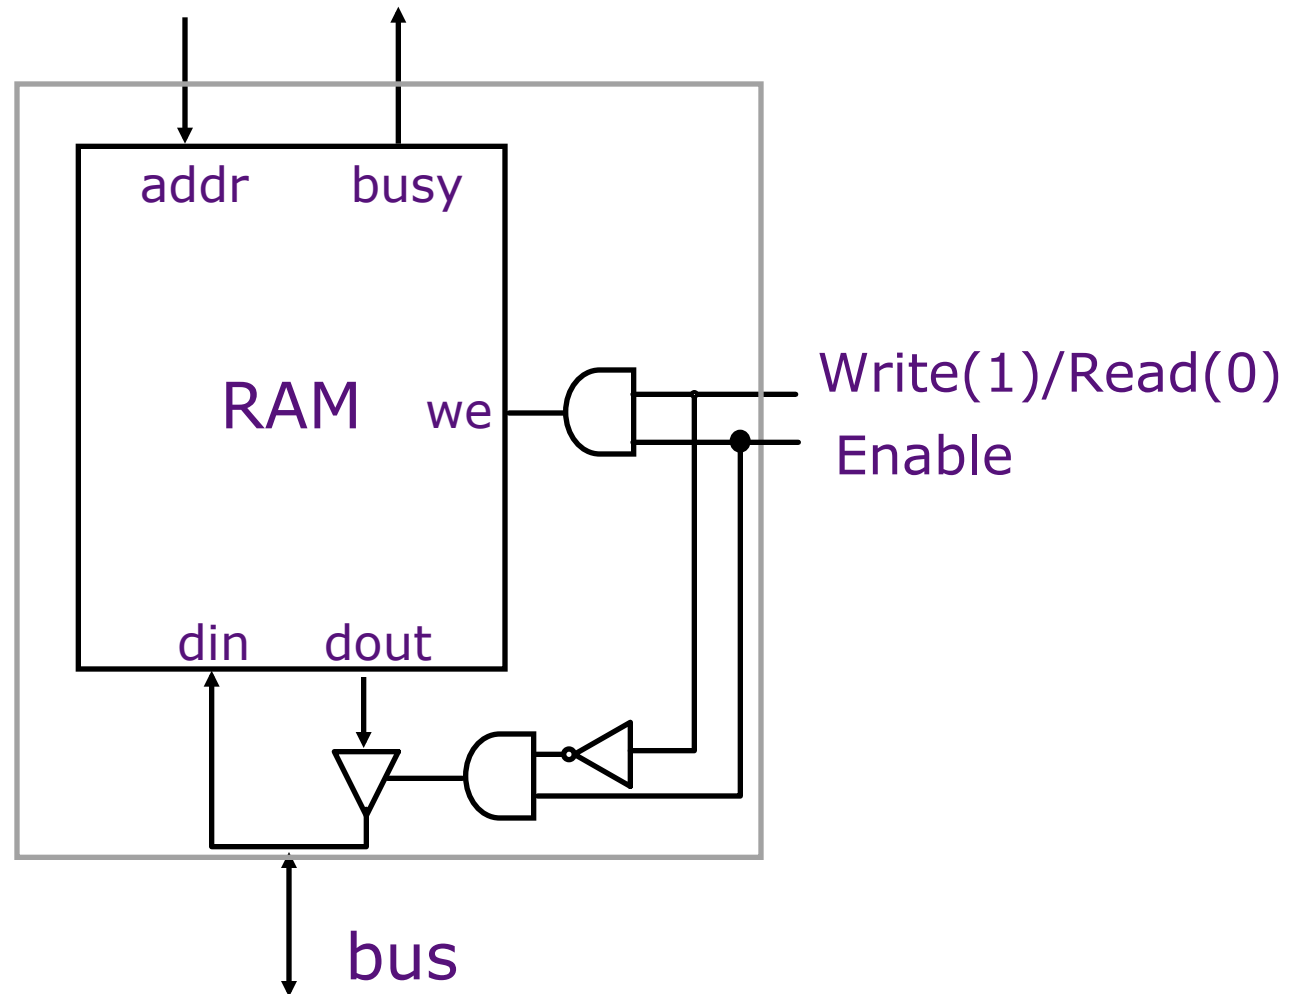 addr busy
Write(1)/Read(0)
RAM we
Enable
din dout
bus